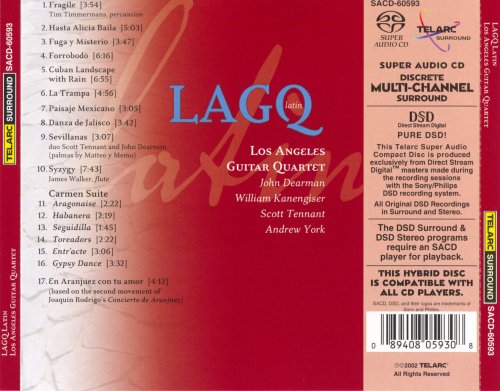 TELARC SURROUND SACD-60593
LAGQ LATIN
LOS ANGELES GUITAR QUARTET
1. Fragile [3:54]
Tim Timmermans, percussion
2. Hasta Alicia Baila [5:03]
3. Fuga y Misterio [3:47]
4. Forrobodó [6:16]
5. Cuban Landscape
with Rain [6:55]
6. La Trampa [4:56]
7. Paisaje Mexicano [3:05]
8. Danza de Jalisco [3:42]
9. Sevillanas [3:07]
duo Scott Tennant and John Dearman
(palmas by Matteo y Memo)
10. Syzygy [4:43]
James Walker, flute
Carmen Suite
11. Aragonaise [2:22]
12. Habanera [2:19]
13. Seguidilla [1:45]
14. Toreadors [2:22]
15. Entr'acte [3:06]
16. Gypsy Dance [3:32]
17. En Aranjuez con tu amor [4:12]
(based on the second movement of
Joaquin Rodrigo's Concierto de Aranjuez)
LAGQ
latin
LOS ANGELES
GUITAR QUARTET
John Dearman
William Kanengiser
Scott Tennant
Andrew York
SACD-60593
SUPER AUDIO CD
TELARC
SURROUND
SUPER AUDIO CD
DISCRETE
MULTI-CHANNEL
SURROUND
DSD
Direct Stream Digital
PURE DSD!
This Telarc Super Audio
Compact Disc is produced
exclusively from Direct Stream
Digital™ masters made during
the recording sessions
with the Sony/Philips
DSD recording system.
All Original DSD Recordings
in Surround and Stereo.
The DSD Surround &
DSD Stereo programs
require an SACD
player for playback.
THIS HYBRID DISC
IS COMPATIBLE WITH
ALL CD PLAYERS.
SACD, DSD, and their logos are trademarks of
Sony and Philips.
0 89408 05930 8
℗©2002 TELARC®
All Rights Reserved
LAGQ LATIN
LOS ANGELES GUITAR QUARTET
TELARC SURROUND SACD-60593